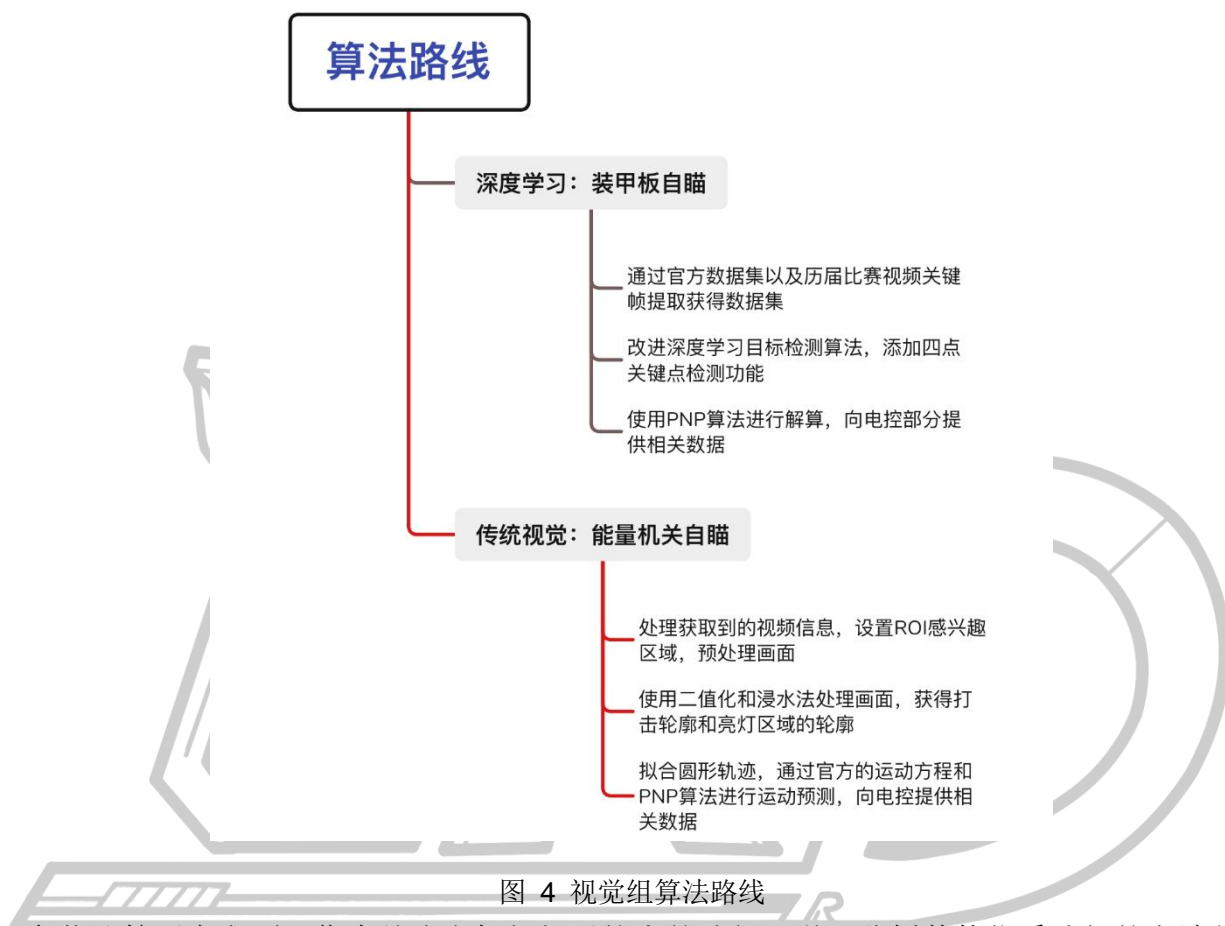 算法路线
深度学习：装甲板自瞄
通过官方数据集以及历届比赛视频关键
帧提取获得数据集
改进深度学习目标检测算法，添加四点
关键点检测功能
使用PNP算法进行解算，向电控部分提
供相关数据
传统视觉：能量机关自瞄
处理获取到的视频信息，设置ROI感兴趣
区域，预处理画面
使用二值化和浸水法处理画面，获得打
击轮廓和亮灯区域的轮廓
拟合圆形轨迹，通过官方的运动方程和
PNP算法进行运动预测，向电控提供相
关数据
图 4 视觉组算法路线